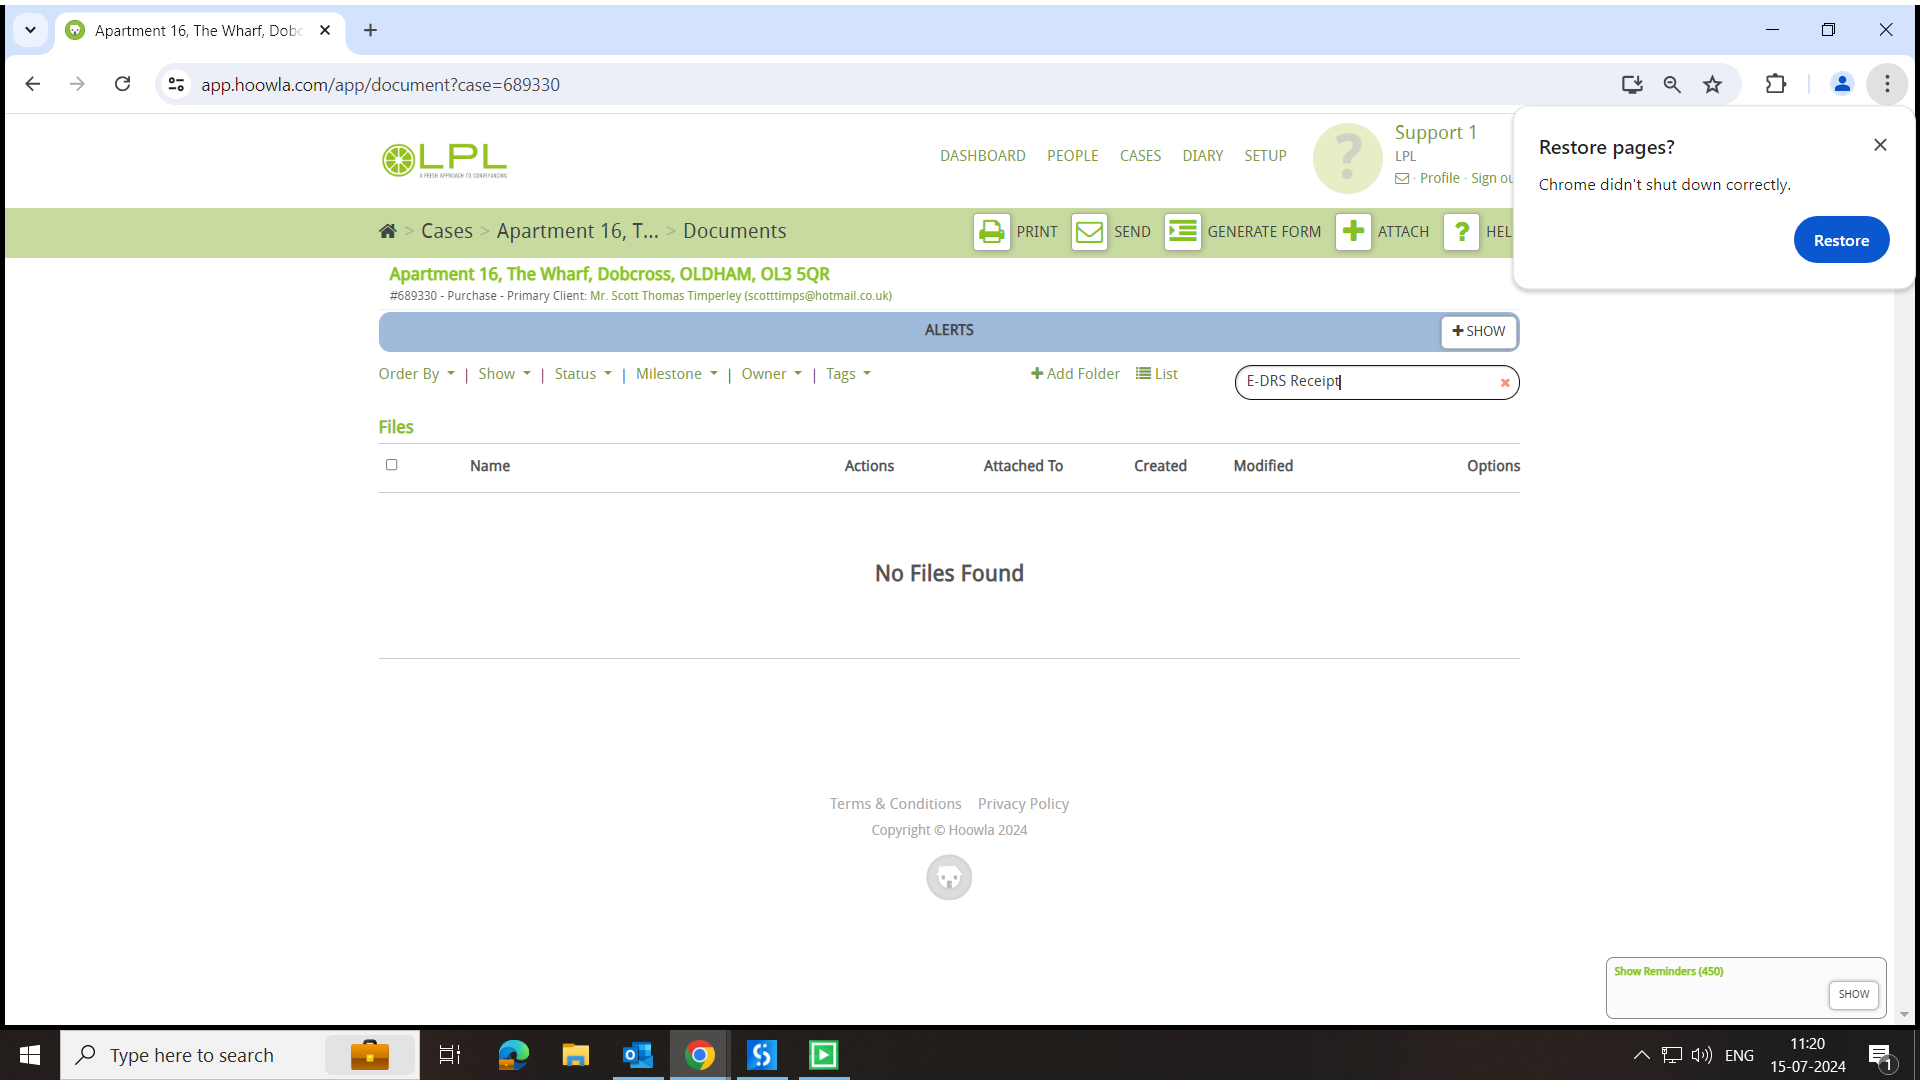 Apartment 16, The Wharf, Dobc
app.hoowla.com/app/document?case=689330
Restore pages?
Chrome didn't shut down correctly.
Restore
LPL
A FRESH APPROACH TO CONVEYANCING
DASHBOARD PEOPLE CASES DIARY SETUP
?
Support 1
LPL
· Profile · Sign ou
> Cases > Apartment 16, T... > Documents
PRINT SEND GENERATE FORM ATTACH ? HEL
Apartment 16, The Wharf, Dobcross, OLDHAM, OL3 5QR
#689330 - Purchase - Primary Client: Mr. Scott Thomas Timperley (scotttimps@hotmail.co.uk)
ALERTS
SHOW
Order By | Show | Status | Milestone | Owner | Tags
Add Folder List
E-DRS Receipt
Files
Name Actions Attached To Created Modified Options
No Files Found
Terms & Conditions Privacy Policy
Copyright © Hoowla 2024
Show Reminders (450)
SHOW
Type here to search
ENG
11:20
15-07-2024
1